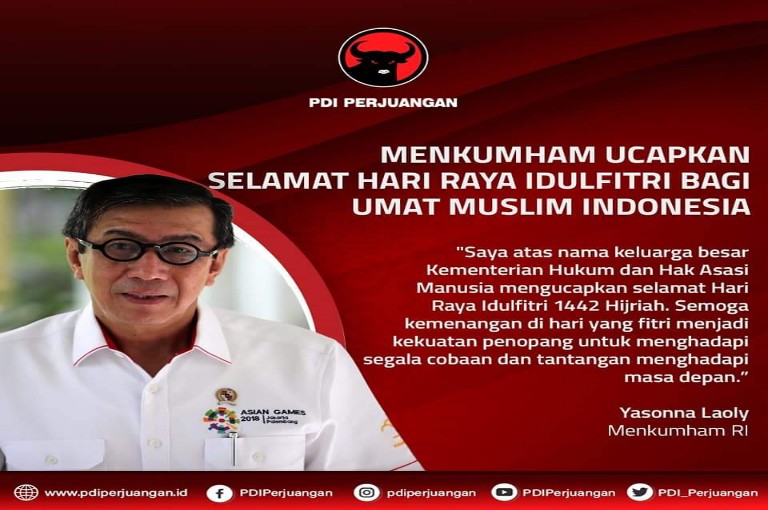 PDI PERJUANGAN
MENKUMHAM UCAPKAN
SELAMAT HARI RAYA IDULFITRI BAGI
UMAT MUSLIM INDONESIA
"Saya atas nama keluarga besar
Kementerian Hukum dan Hak Asasi
Manusia mengucapkan selamat Hari
Raya Idulfitri 1442 Hijriah. Semoga
kemenangan di hari yang fitri menjadi
kekuatan penopang untuk menghadapi
segala cobaan dan tantangan menghadapi
masa depan."
Yasonna Laoly
Menkumham RI
ASIAN GAMES
2018 Jakarta
Palembang
www.pdiperjuangan.id PDIPerjuangan pdiperjuangan PDIPerjuangan PDI_Perjuangan